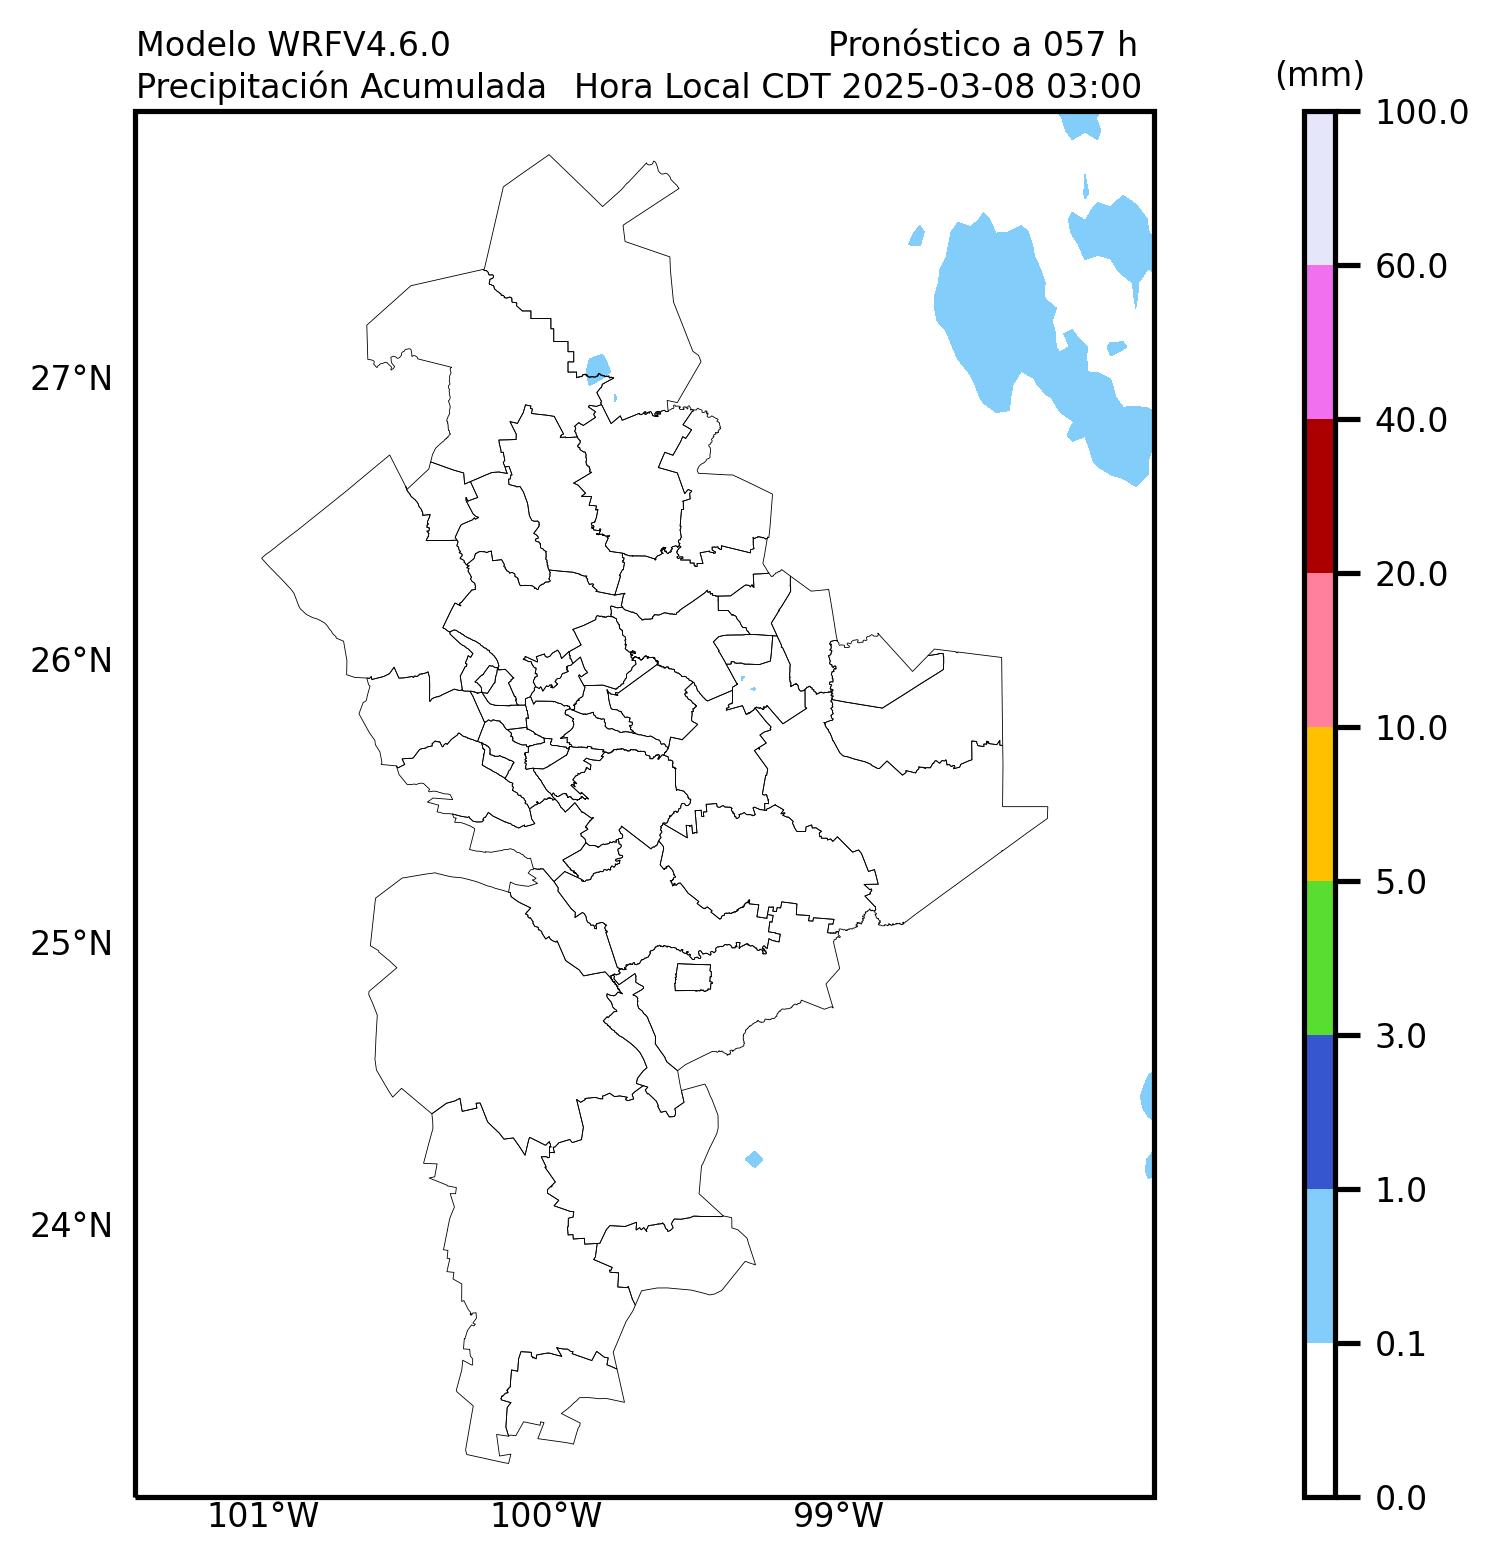 Modelo WRFV4.6.0 Pronóstico a 057 h
Precipitación Acumulada Hora Local CDT 2025-03-08 03:00
(mm)
100.0
60.0
40.0
20.0
10.0
5.0
3.0
1.0
0.1
0.0
27°N
26°N
25°N
24°N
101°W 100°W 99°W